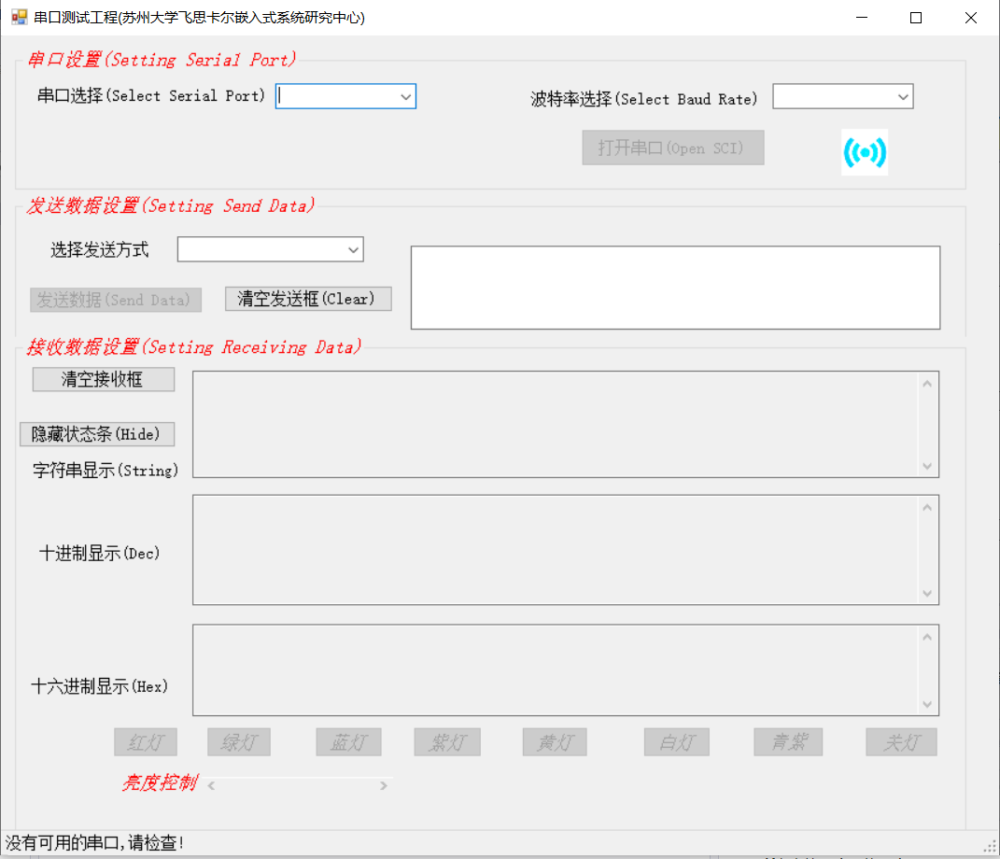 串口测试工程(苏州大学飞思卡尔嵌入式系统研究中心)
串口设置(Setting Serial Port)
串口选择(Select Serial Port)
波特率选择(Select Baud Rate)
打开串口(Open SCI)
发送数据设置(Setting Send Data)
选择发送方式
发送数据(Send Data)
清空发送框(Clear)
接收数据设置(Setting Receiving Data)
清空接收框
隐藏状态条(Hide)
字符串显示(String)
十进制显示(Dec)
十六进制显示(Hex)
红灯 绿灯 蓝灯 紫灯 黄灯 白灯 青紫 关灯
亮度控制
没有可用的串口,请检查!